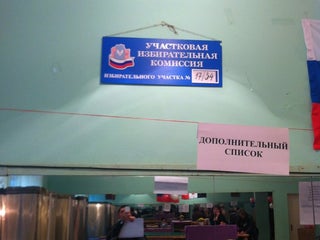 УЧАСТКОВАЯ
ИЗБИРАТЕЛЬНАЯ
КОМИССИЯ
ИЗБИРАТЕЛЬНОГО УЧАСТКА №
ДОПОЛНИТЕЛЬНЫЙ
СПИСОК